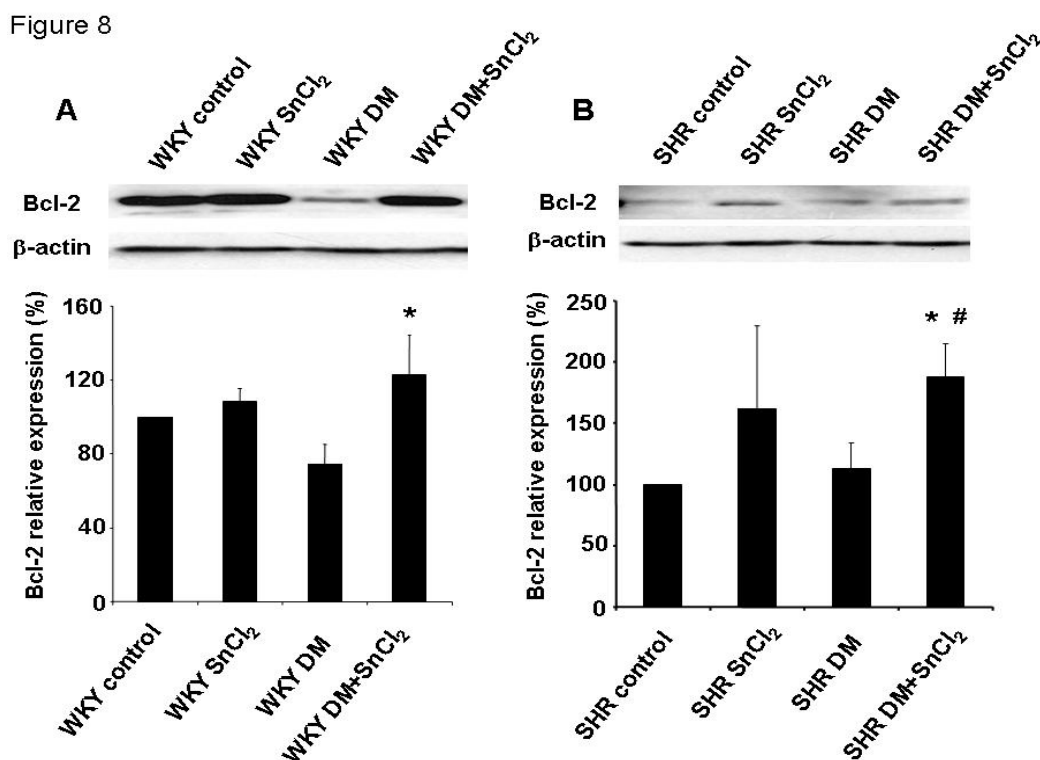 Figure 8
A
WKY control
WKY SnCl₂
WKY DM
WKY DM+SnCl₂
Bcl-2
β-actin
Bcl-2 relative expression (%)
160
120
80
40
0
*
WKY control
WKY SnCl₂
WKY DM
WKY DM+SnCl₂
B
SHR control
SHR SnCl₂
SHR DM
SHR DM+SnCl₂
Bcl-2
β-actin
Bcl-2 relative expression (%)
250
200
150
100
50
0
* #
SHR control
SHR SnCl₂
SHR DM
SHR DM+SnCl₂